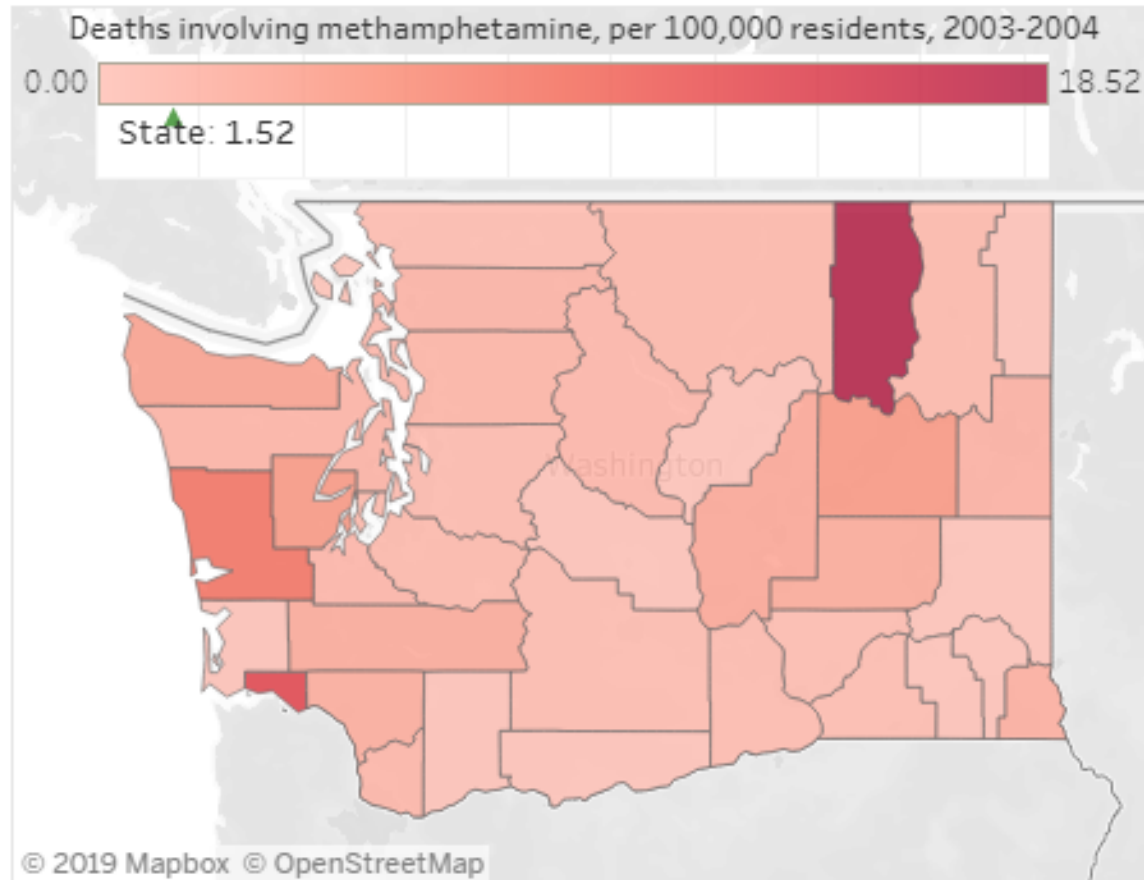 Deaths involving methamphetamine, per 100,000 residents, 2003-2004
0.00 18.52
State: 1.52
Washington
© 2019 Mapbox © OpenStreetMap